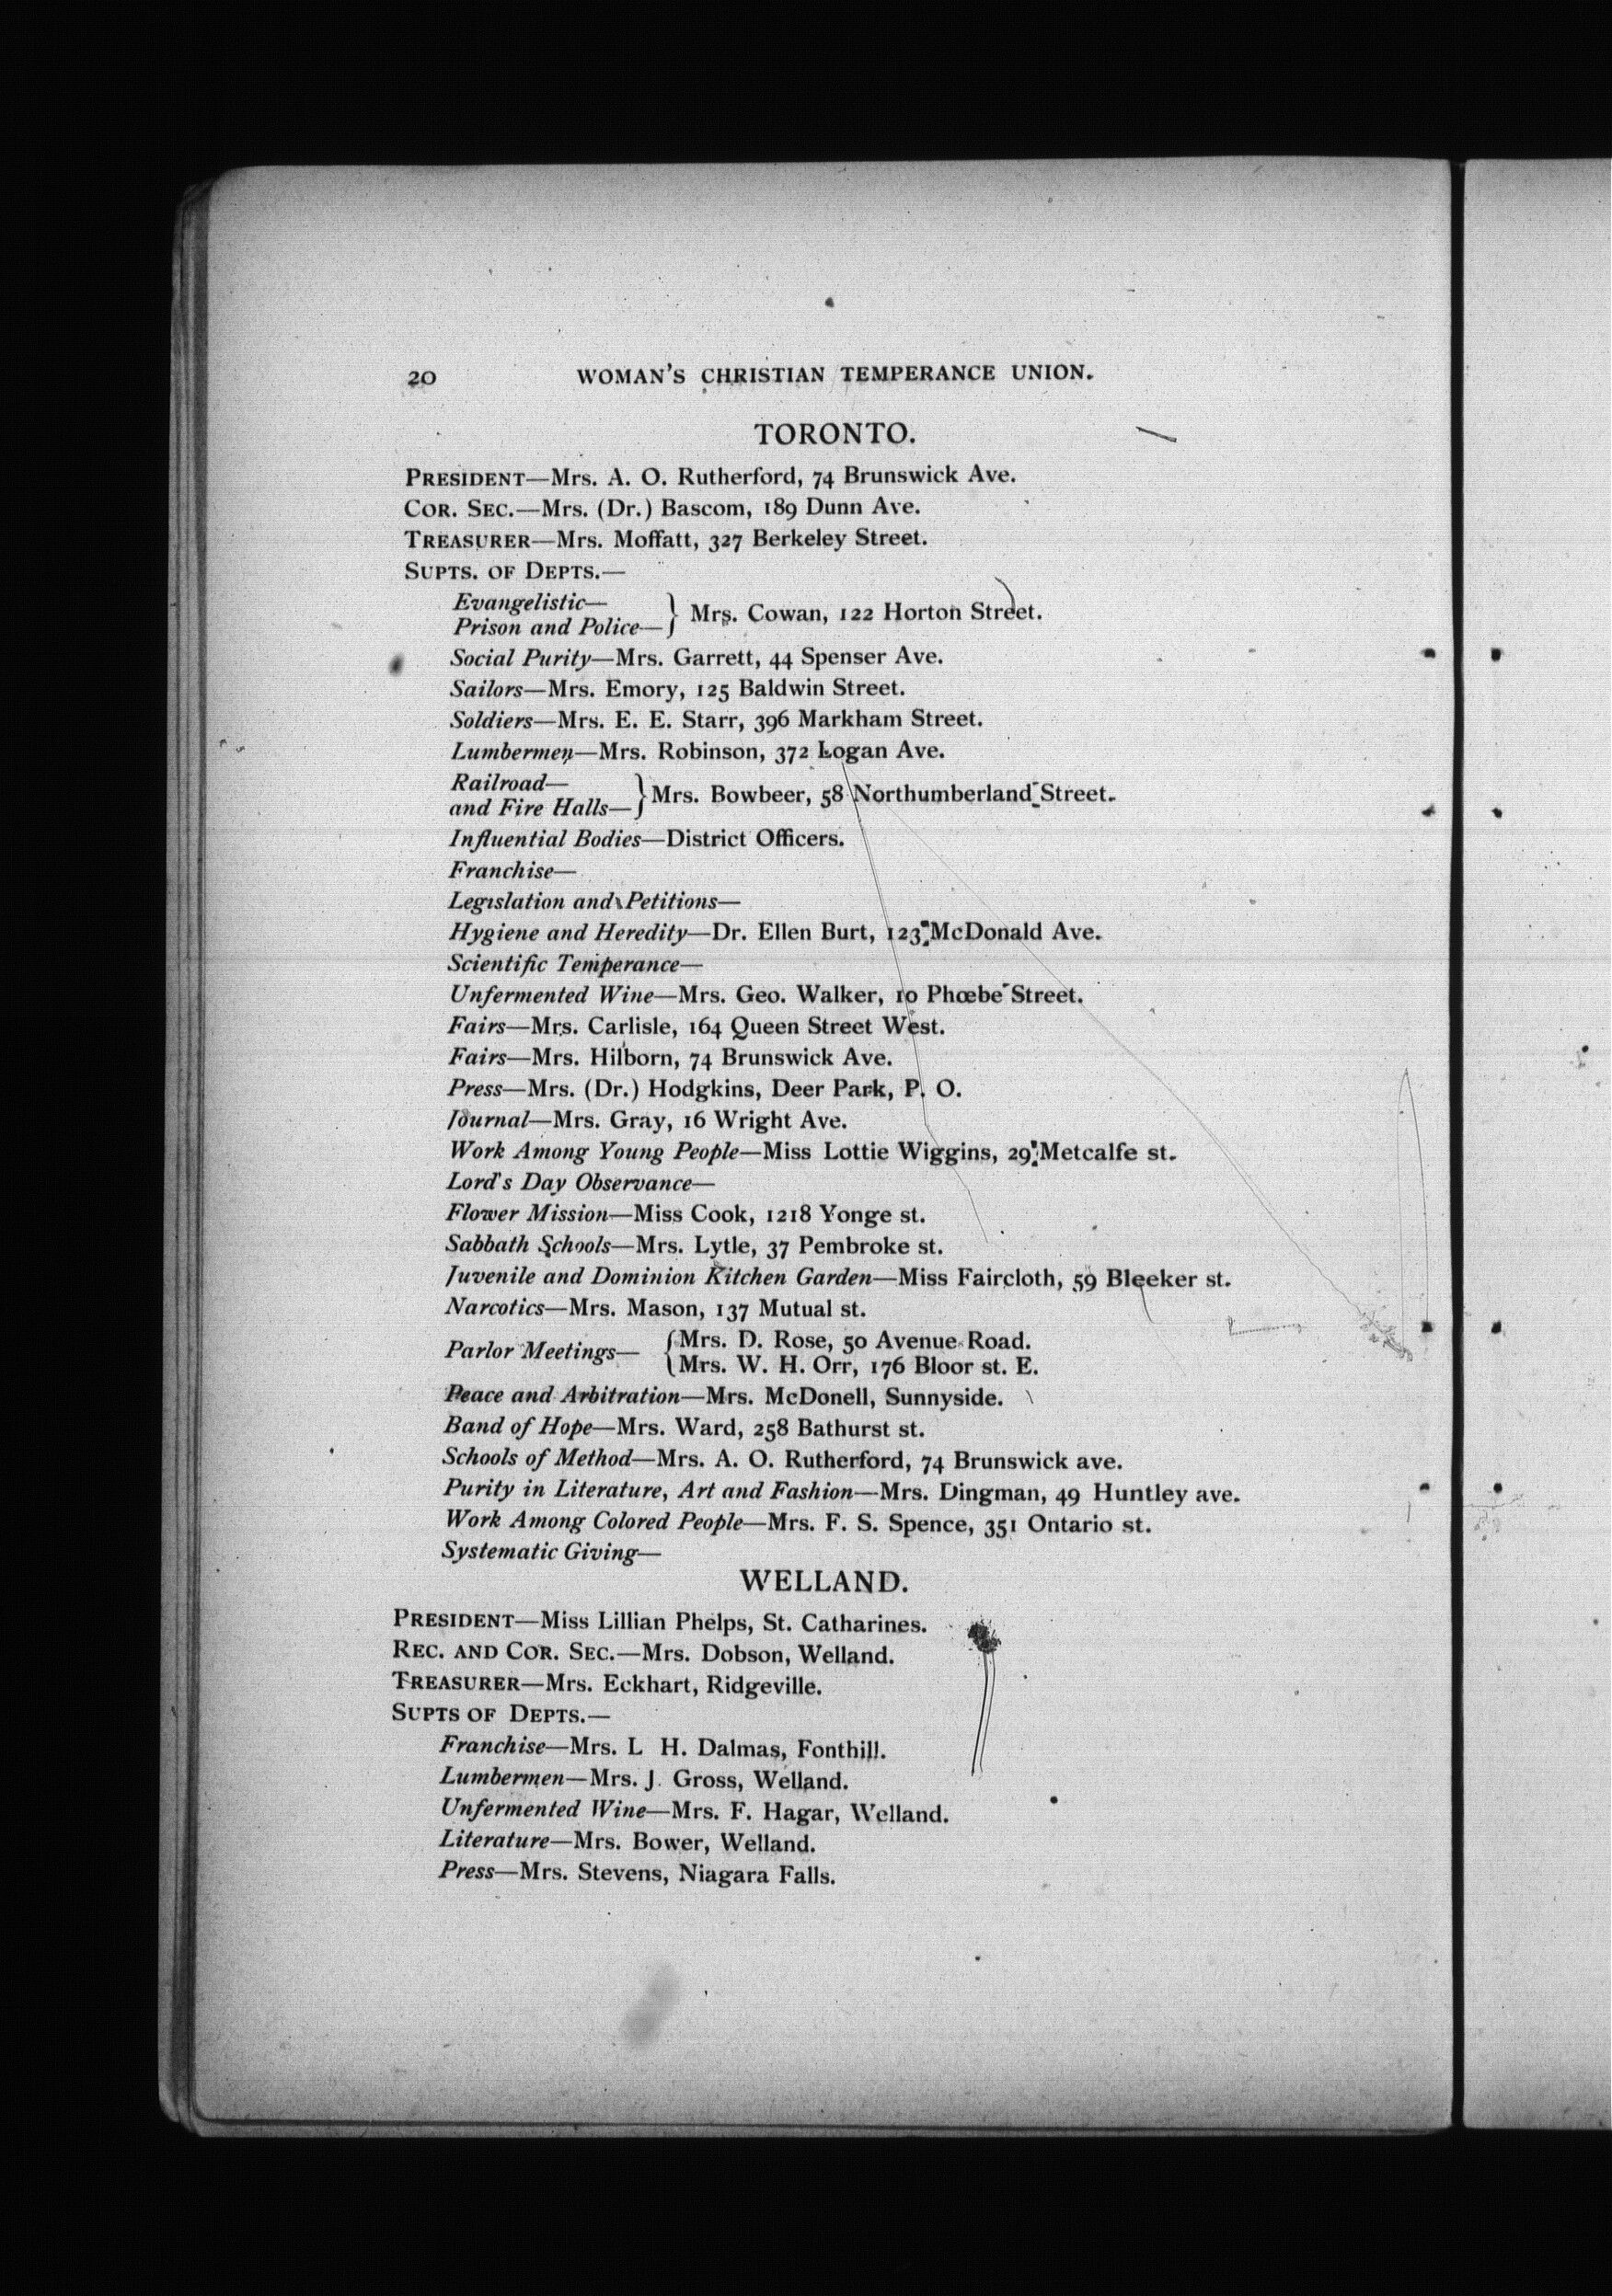 20 WOMAN'S CHRISTIAN TEMPERANCE UNION.
TORONTO.
PRESIDENT—Mrs. A. O. Rutherford, 74 Brunswick Ave.
COR. SEC.—Mrs. (Dr.) Bascom, 189 Dunn Ave.
TREASURER—Mrs. Moffatt, 327 Berkeley Street.
SUPTS. OF DEPTS.—
Evangelistic—
Prison and Police— } Mrs. Cowan, 122 Horton Street.
Social Purity—Mrs. Garrett, 44 Spenser Ave.
Sailors—Mrs. Emory, 125 Baldwin Street.
Soldiers—Mrs. E. E. Starr, 396 Markham Street.
Lumbermen—Mrs. Robinson, 372 Logan Ave.
Railroad—
and Fire Halls— } Mrs. Bowbeer, 58 Northumberland Street.
Influential Bodies—District Officers.
Franchise—
Legislation and Petitions—
Hygiene and Heredity—Dr. Ellen Burt, 123 McDonald Ave.
Scientific Temperance—
Unfermented Wine—Mrs. Geo. Walker, 10 Phœbe Street.
Fairs—Mrs. Carlisle, 164 Queen Street West.
Fairs—Mrs. Hilborn, 74 Brunswick Ave.
Press—Mrs. (Dr.) Hodgkins, Deer Park, P. O.
Journal—Mrs. Gray, 16 Wright Ave.
Work Among Young People—Miss Lottie Wiggins, 29 Metcalfe st.
Lord's Day Observance—
Flower Mission—Miss Cook, 1218 Yonge st.
Sabbath Schools—Mrs. Lytle, 37 Pembroke st.
Juvenile and Dominion Kitchen Garden—Miss Faircloth, 59 Bleeker st.
Narcotics—Mrs. Mason, 137 Mutual st.
Parlor Meetings— { Mrs. D. Rose, 50 Avenue Road.
Mrs. W. H. Orr, 176 Bloor st. E.
Peace and Arbitration—Mrs. McDonell, Sunnyside.
Band of Hope—Mrs. Ward, 258 Bathurst st.
Schools of Method—Mrs. A. O. Rutherford, 74 Brunswick ave.
Purity in Literature, Art and Fashion—Mrs. Dingman, 49 Huntley ave.
Work Among Colored People—Mrs. F. S. Spence, 351 Ontario st.
Systematic Giving—
WELLAND.
PRESIDENT—Miss Lillian Phelps, St. Catharines.
REC. AND COR. SEC.—Mrs. Dobson, Welland.
TREASURER—Mrs. Eckhart, Ridgeville.
SUPTS OF DEPTS.—
Franchise—Mrs. L H. Dalmas, Fonthill.
Lumbermen—Mrs. J. Gross, Welland.
Unfermented Wine—Mrs. F. Hagar, Welland.
Literature—Mrs. Bower, Welland.
Press—Mrs. Stevens, Niagara Falls.